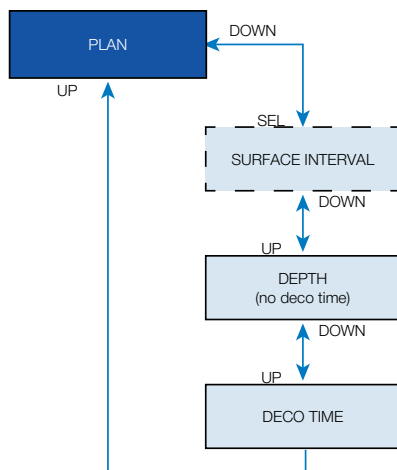 PLAN
DOWN
UP
SEL
SURFACE INTERVAL
DOWN
UP
DEPTH
(no deco time)
DOWN
UP
DECO TIME